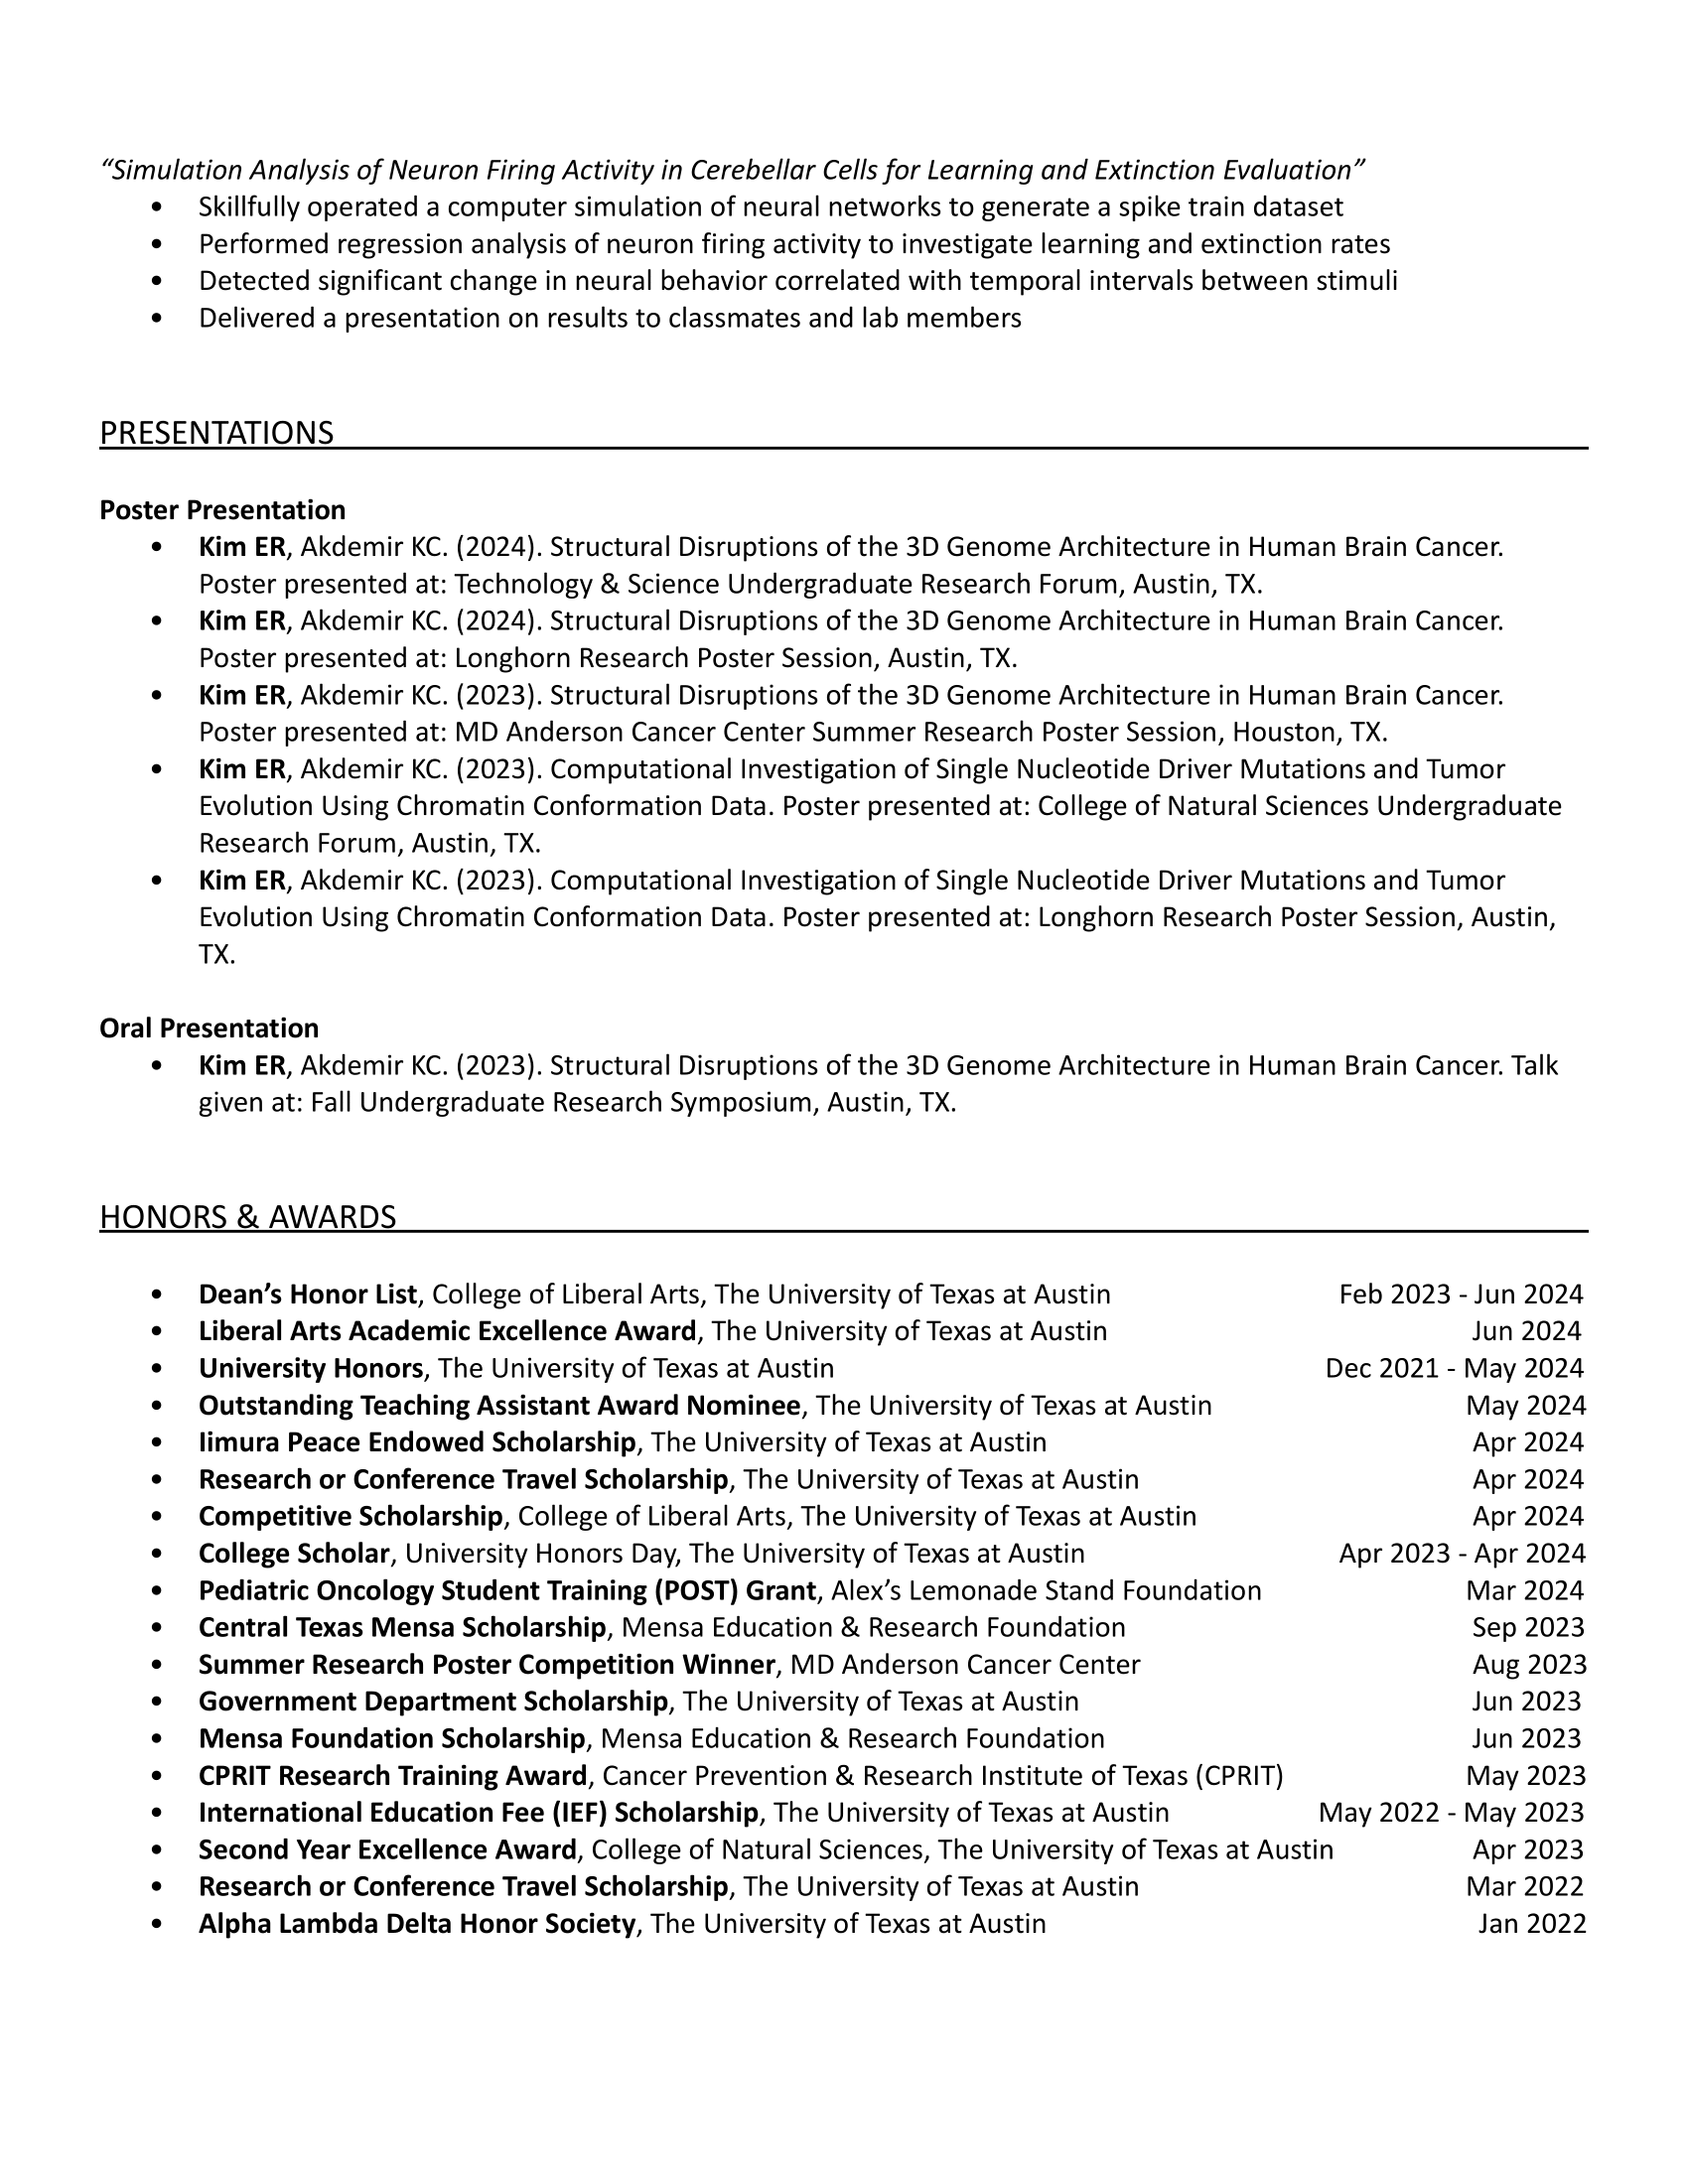 “Simulation Analysis of Neuron Firing Activity in Cerebellar Cells for Learning and Extinction Evaluation”
• Skillfully operated a computer simulation of neural networks to generate a spike train dataset
• Performed regression analysis of neuron firing activity to investigate learning and extinction rates
• Detected significant change in neural behavior correlated with temporal intervals between stimuli
• Delivered a presentation on results to classmates and lab members
PRESENTATIONS
Poster Presentation
• Kim ER, Akdemir KC. (2024). Structural Disruptions of the 3D Genome Architecture in Human Brain Cancer.
Poster presented at: Technology & Science Undergraduate Research Forum, Austin, TX.
• Kim ER, Akdemir KC. (2024). Structural Disruptions of the 3D Genome Architecture in Human Brain Cancer.
Poster presented at: Longhorn Research Poster Session, Austin, TX.
• Kim ER, Akdemir KC. (2023). Structural Disruptions of the 3D Genome Architecture in Human Brain Cancer.
Poster presented at: MD Anderson Cancer Center Summer Research Poster Session, Houston, TX.
• Kim ER, Akdemir KC. (2023). Computational Investigation of Single Nucleotide Driver Mutations and Tumor
Evolution Using Chromatin Conformation Data. Poster presented at: College of Natural Sciences Undergraduate
Research Forum, Austin, TX.
• Kim ER, Akdemir KC. (2023). Computational Investigation of Single Nucleotide Driver Mutations and Tumor
Evolution Using Chromatin Conformation Data. Poster presented at: Longhorn Research Poster Session, Austin,
TX.
Oral Presentation
• Kim ER, Akdemir KC. (2023). Structural Disruptions of the 3D Genome Architecture in Human Brain Cancer. Talk
given at: Fall Undergraduate Research Symposium, Austin, TX.
HONORS & AWARDS
• Dean’s Honor List, College of Liberal Arts, The University of Texas at Austin Feb 2023 - Jun 2024
• Liberal Arts Academic Excellence Award, The University of Texas at Austin Jun 2024
• University Honors, The University of Texas at Austin Dec 2021 - May 2024
• Outstanding Teaching Assistant Award Nominee, The University of Texas at Austin May 2024
• Iimura Peace Endowed Scholarship, The University of Texas at Austin Apr 2024
• Research or Conference Travel Scholarship, The University of Texas at Austin Apr 2024
• Competitive Scholarship, College of Liberal Arts, The University of Texas at Austin Apr 2024
• College Scholar, University Honors Day, The University of Texas at Austin Apr 2023 - Apr 2024
• Pediatric Oncology Student Training (POST) Grant, Alex’s Lemonade Stand Foundation Mar 2024
• Central Texas Mensa Scholarship, Mensa Education & Research Foundation Sep 2023
• Summer Research Poster Competition Winner, MD Anderson Cancer Center Aug 2023
• Government Department Scholarship, The University of Texas at Austin Jun 2023
• Mensa Foundation Scholarship, Mensa Education & Research Foundation Jun 2023
• CPRIT Research Training Award, Cancer Prevention & Research Institute of Texas (CPRIT) May 2023
• International Education Fee (IEF) Scholarship, The University of Texas at Austin May 2022 - May 2023
• Second Year Excellence Award, College of Natural Sciences, The University of Texas at Austin Apr 2023
• Research or Conference Travel Scholarship, The University of Texas at Austin Mar 2022
• Alpha Lambda Delta Honor Society, The University of Texas at Austin Jan 2022